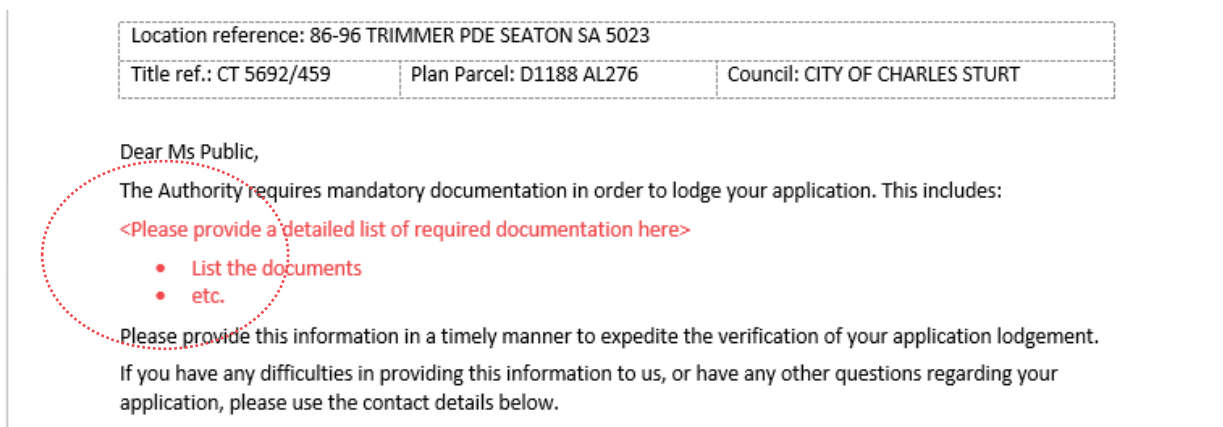 Location reference: 86-96 TRIMMER PDE SEATON SA 5023
Title ref.: CT 5692/459 Plan Parcel: D1188 AL276 Council: CITY OF CHARLES STURT
Dear Ms Public,
The Authority requires mandatory documentation in order to lodge your application. This includes:
<Please provide a detailed list of required documentation here>
• List the documents
• etc.
Please provide this information in a timely manner to expedite the verification of your application lodgement.
If you have any difficulties in providing this information to us, or have any other questions regarding your
application, please use the contact details below.